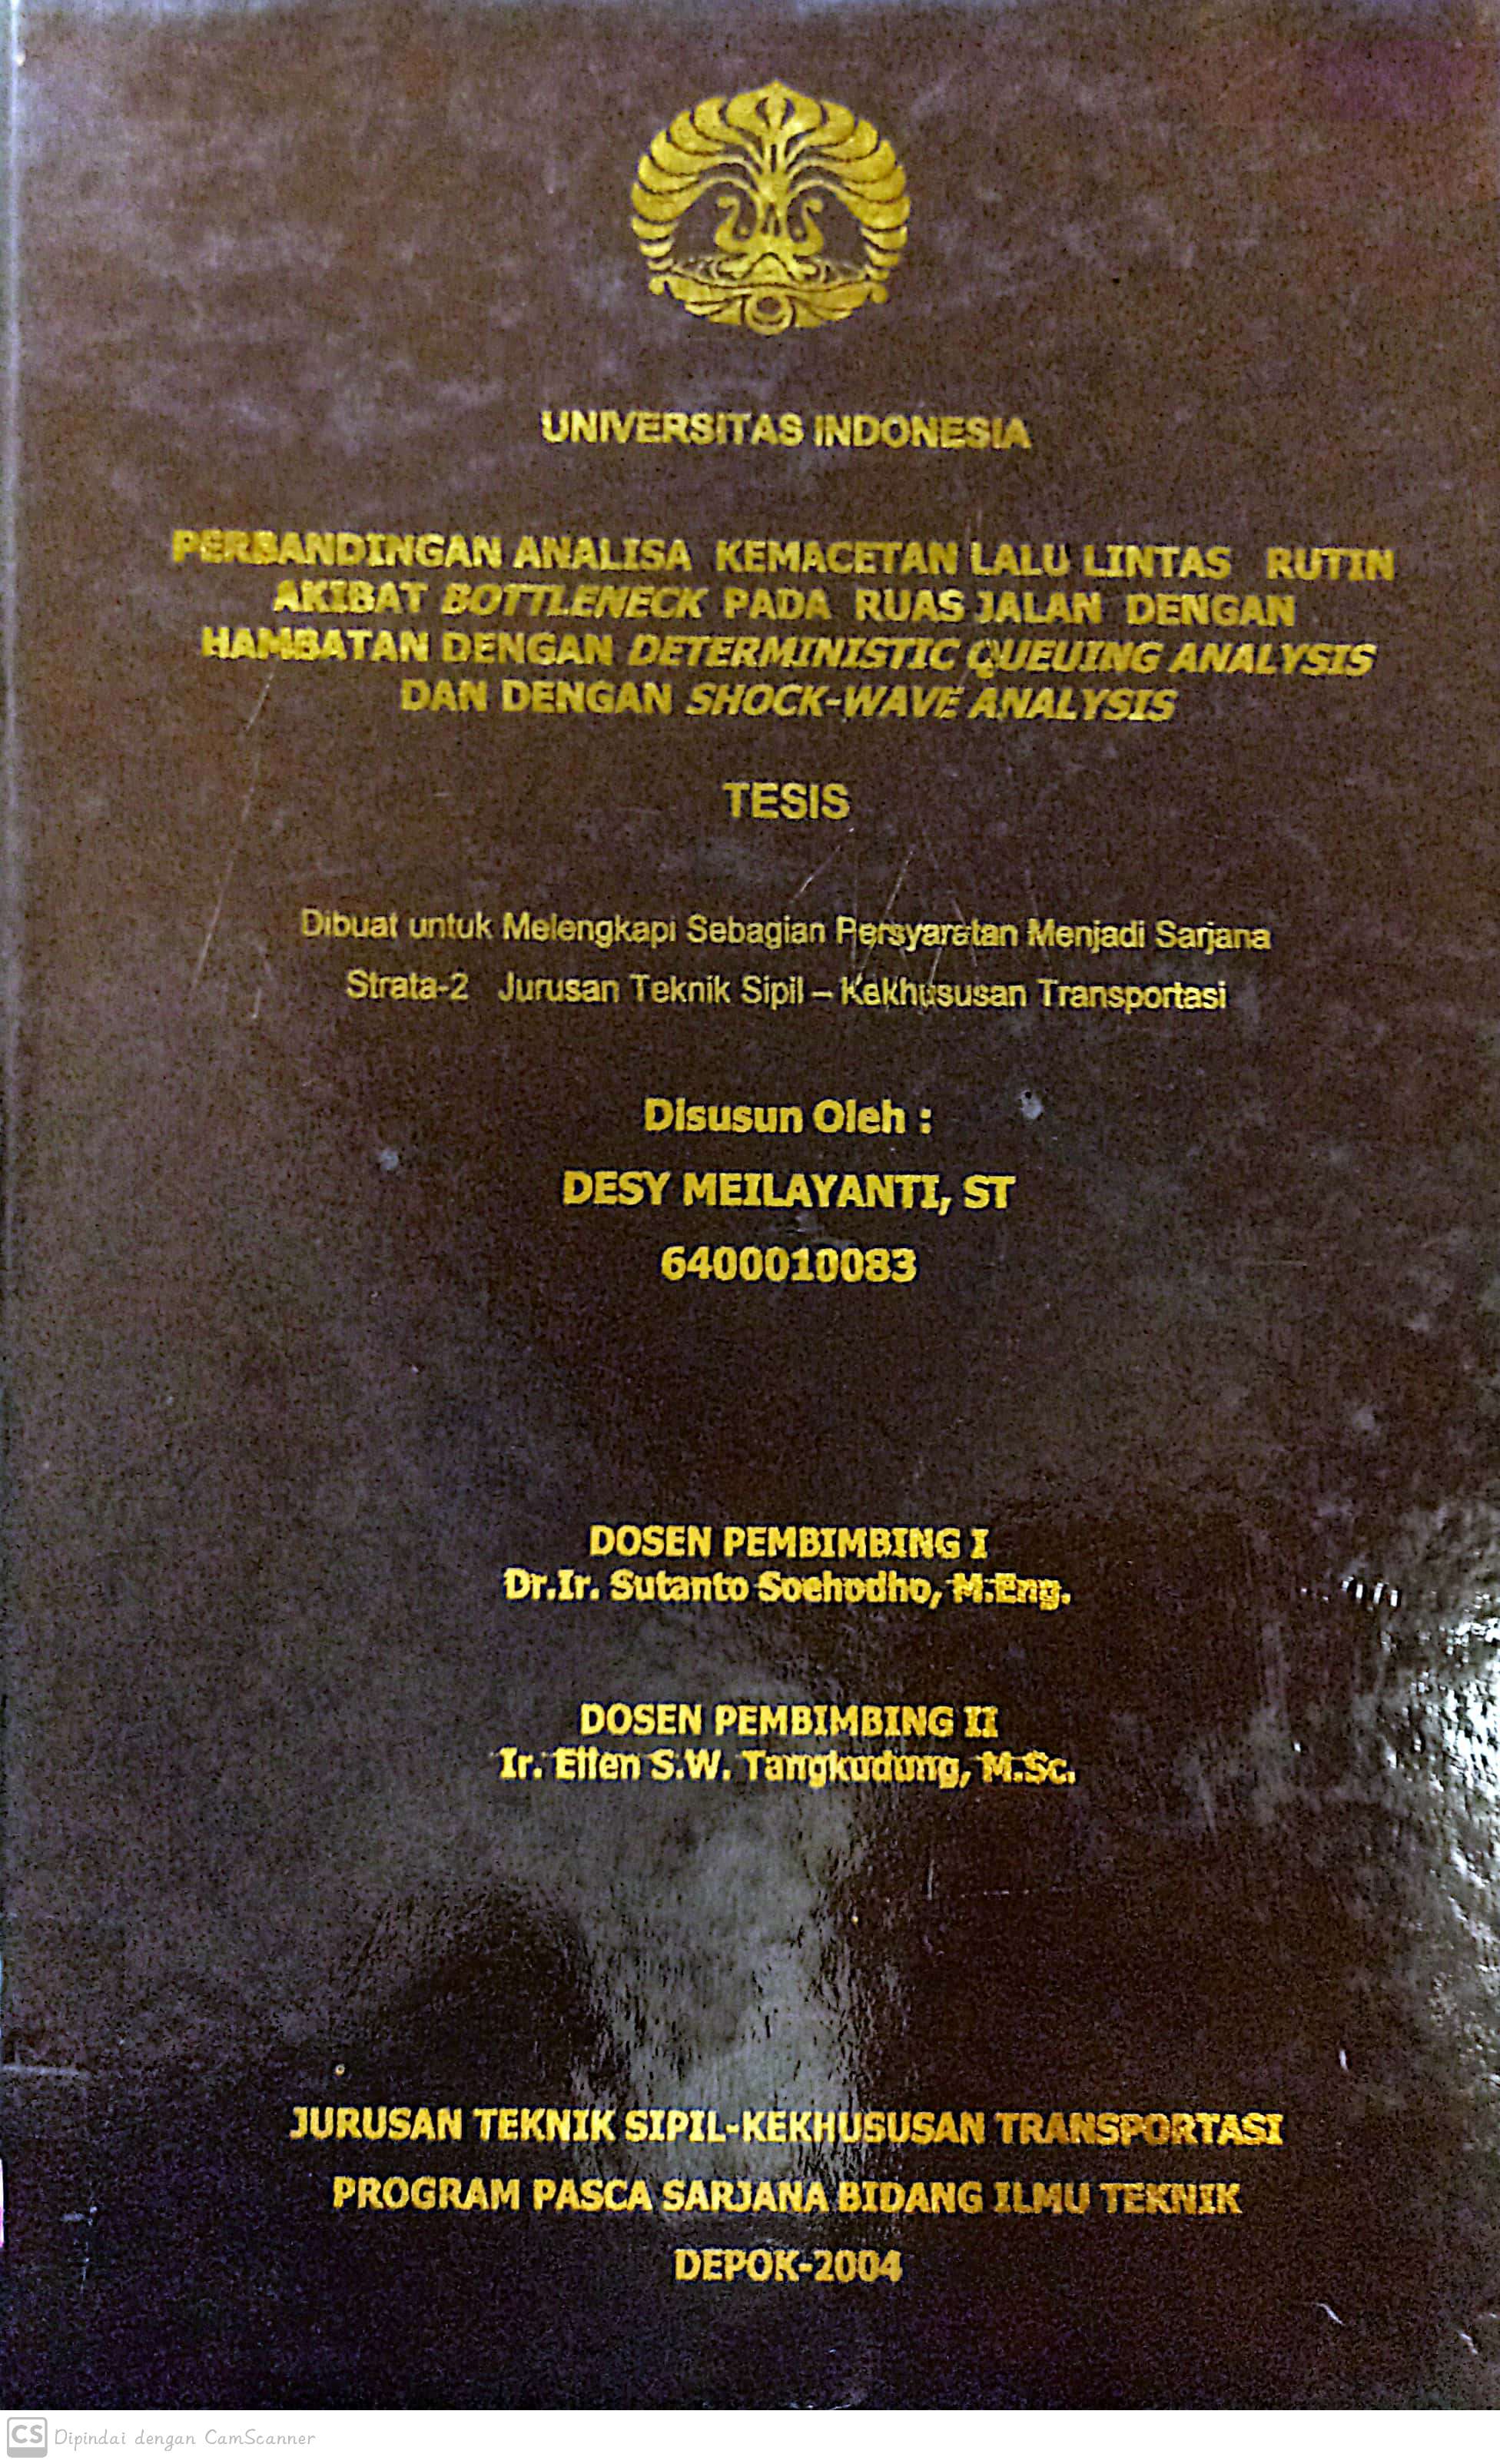 UNIVERSITAS INDONESIA
PERBANDINGAN ANALISA KEMACETAN LALU LINTAS RUTIN
AKIBAT BOTTLENECK PADA RUAS JALAN DENGAN
HAMBATAN DENGAN DETERMINISTIC QUEUING ANALYSIS
DAN DENGAN SHOCK-WAVE ANALYSIS
TESIS
Dibuat untuk Melengkapi Sebagian Persyaratan Menjadi Sarjana
Strata-2 Jurusan Teknik Sipil – Kekhususan Transportasi
Disusun Oleh :
DESY MEILAYANTI, ST
6400010083
DOSEN PEMBIMBING I
Dr.Ir. Sutanto Soehodho, M.Eng.
DOSEN PEMBIMBING II
Ir. Ellen S.W. Tangkudung, M.Sc.
JURUSAN TEKNIK SIPIL-KEKHUSUSAN TRANSPORTASI
PROGRAM PASCA SARJANA BIDANG ILMU TEKNIK
DEPOK-2004
CS Dipindai dengan CamScanner